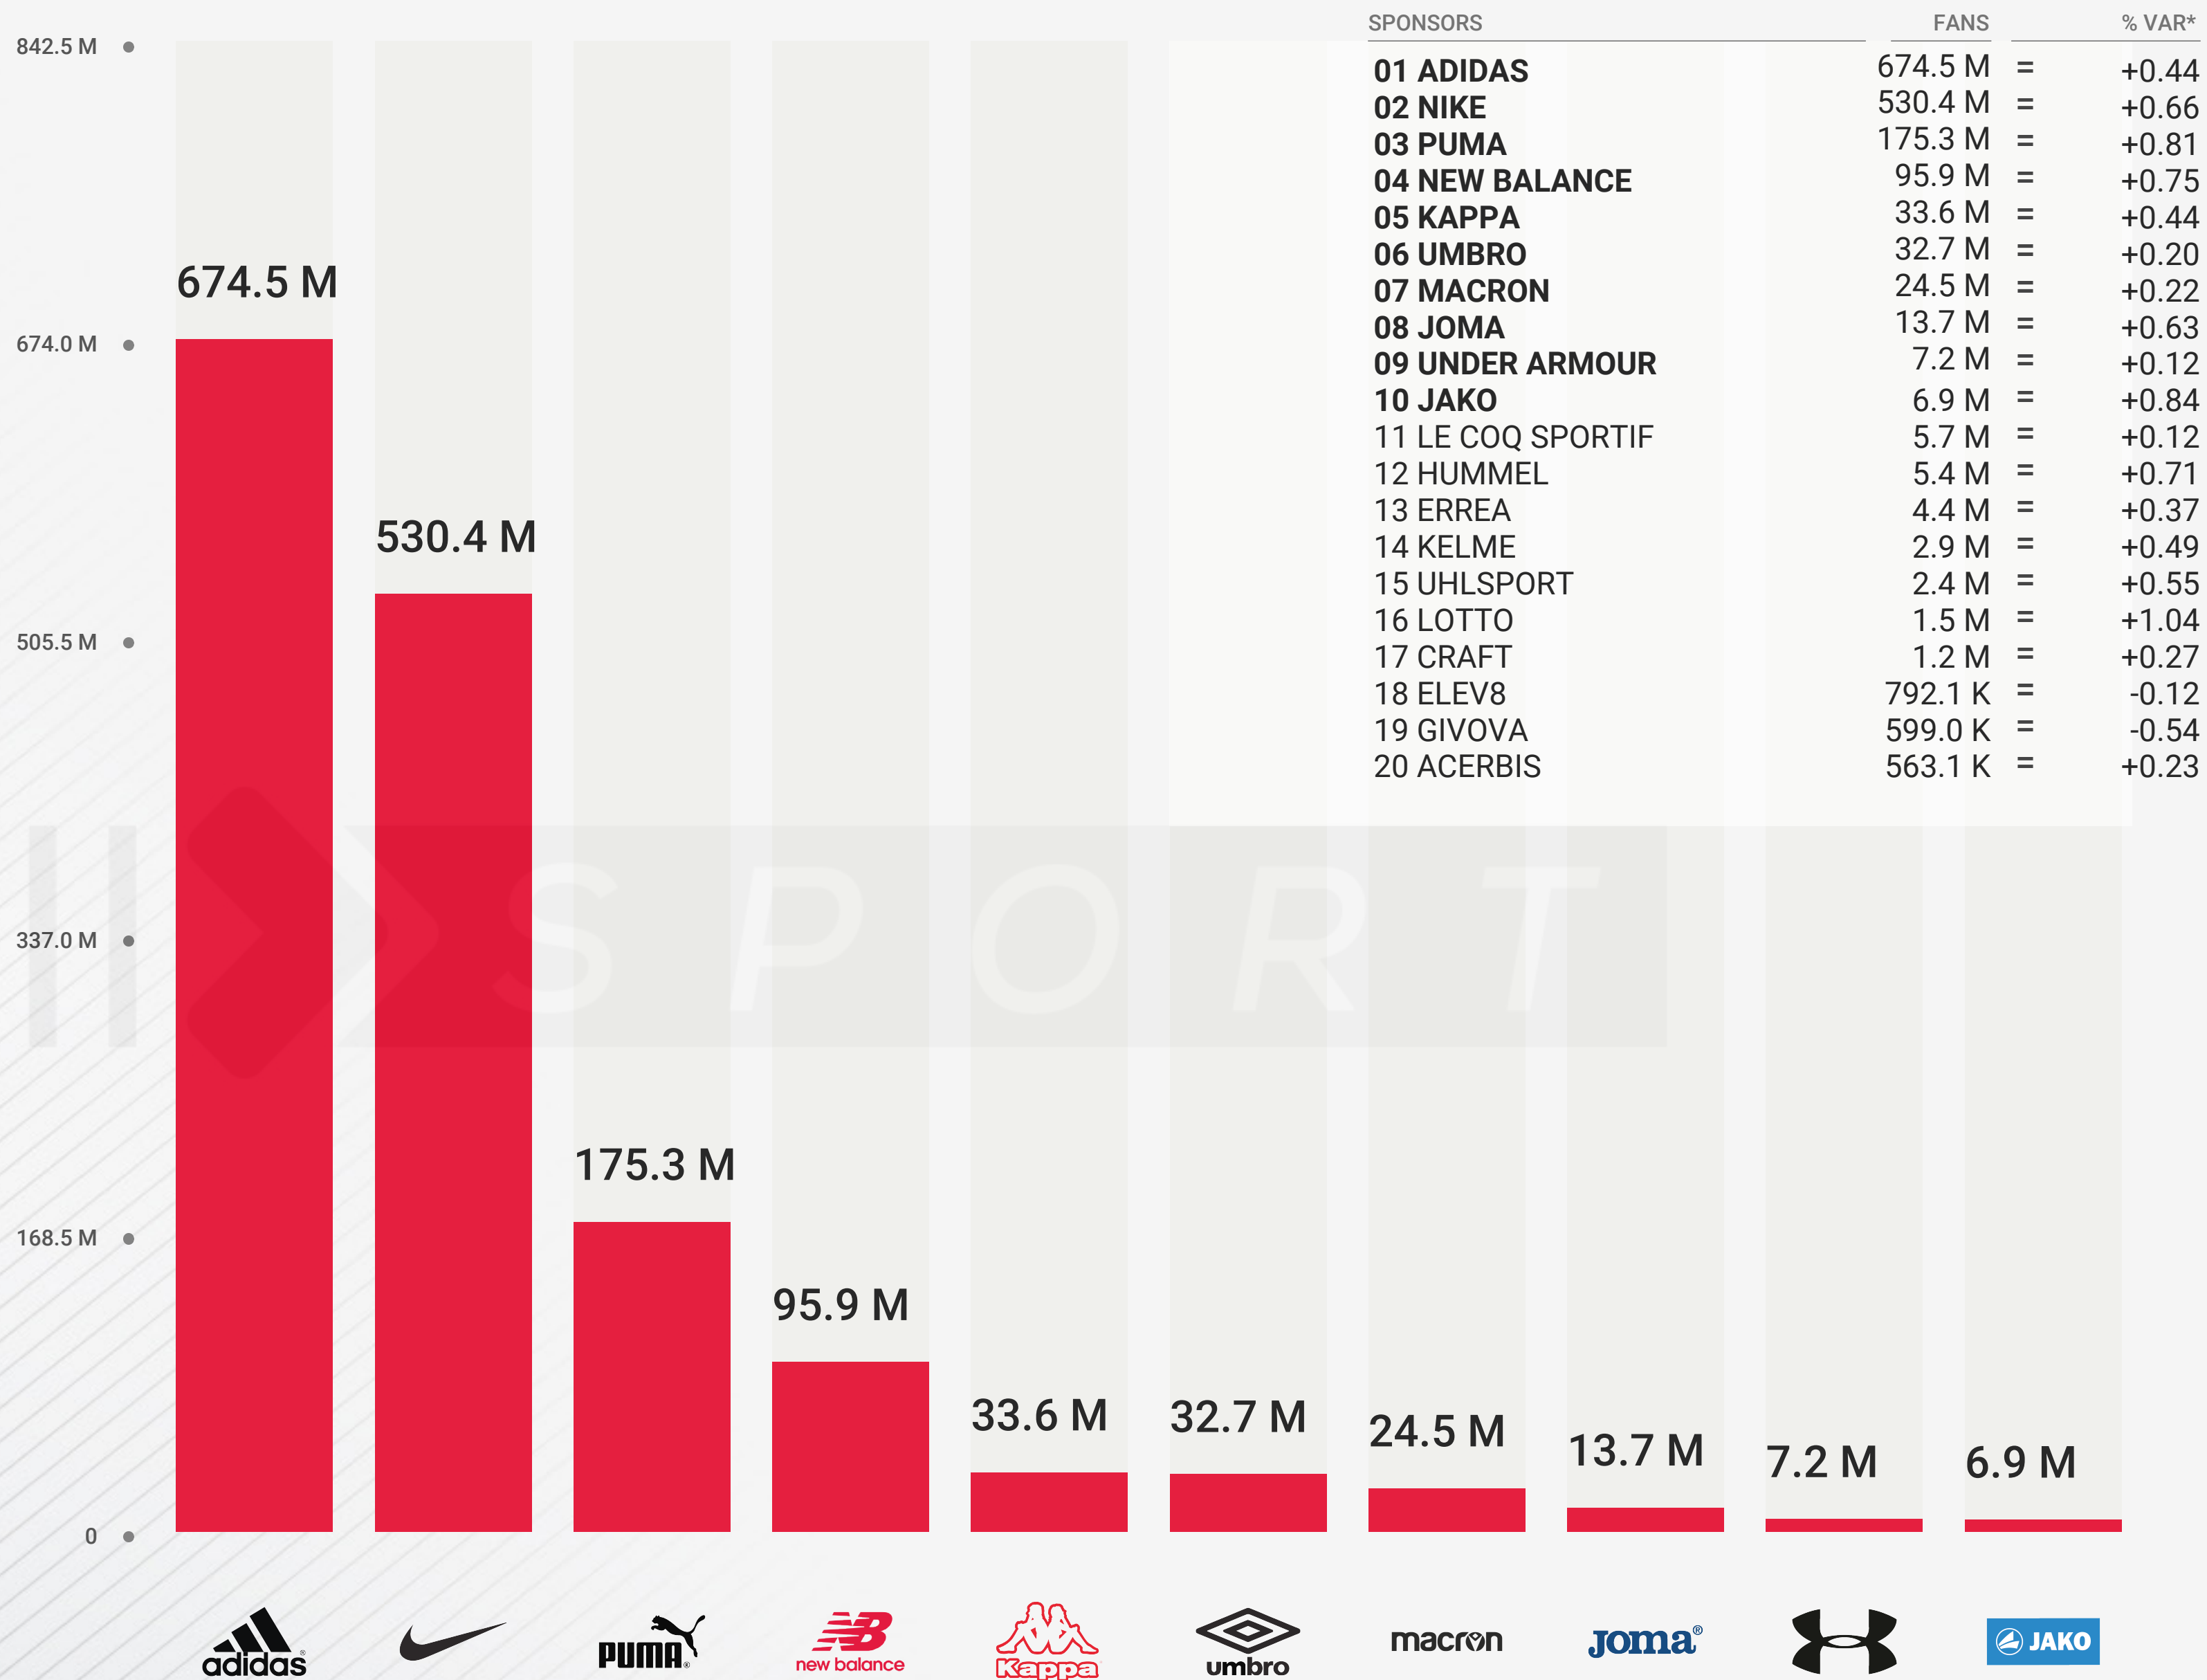 SPONSORS FANS % VAR*
01 ADIDAS 674.5 M = +0.44
02 NIKE 530.4 M = +0.66
03 PUMA 175.3 M = +0.81
04 NEW BALANCE 95.9 M = +0.75
05 KAPPA 33.6 M = +0.44
06 UMBRO 32.7 M = +0.20
07 MACRON 24.5 M = +0.22
08 JOMA 13.7 M = +0.63
09 UNDER ARMOUR 7.2 M = +0.12
10 JAKO 6.9 M = +0.84
11 LE COQ SPORTIF 5.7 M = +0.12
12 HUMMEL 5.4 M = +0.71
13 ERREA 4.4 M = +0.37
14 KELME 2.9 M = +0.49
15 UHLSPORT 2.4 M = +0.55
16 LOTTO 1.5 M = +1.04
17 CRAFT 1.2 M = +0.27
18 ELEV8 792.1 K = -0.12
19 GIVOVA 599.0 K = -0.54
20 ACERBIS 563.1 K = +0.23
842.5 M
674.0 M
505.5 M
337.0 M
168.5 M
0
674.5 M
530.4 M
175.3 M
95.9 M
33.6 M
32.7 M
24.5 M
13.7 M
7.2 M
6.9 M
SPORT
adidas®
PUMA®
NB
new balance
Kappa
umbro
macron
Joma®
JAKO